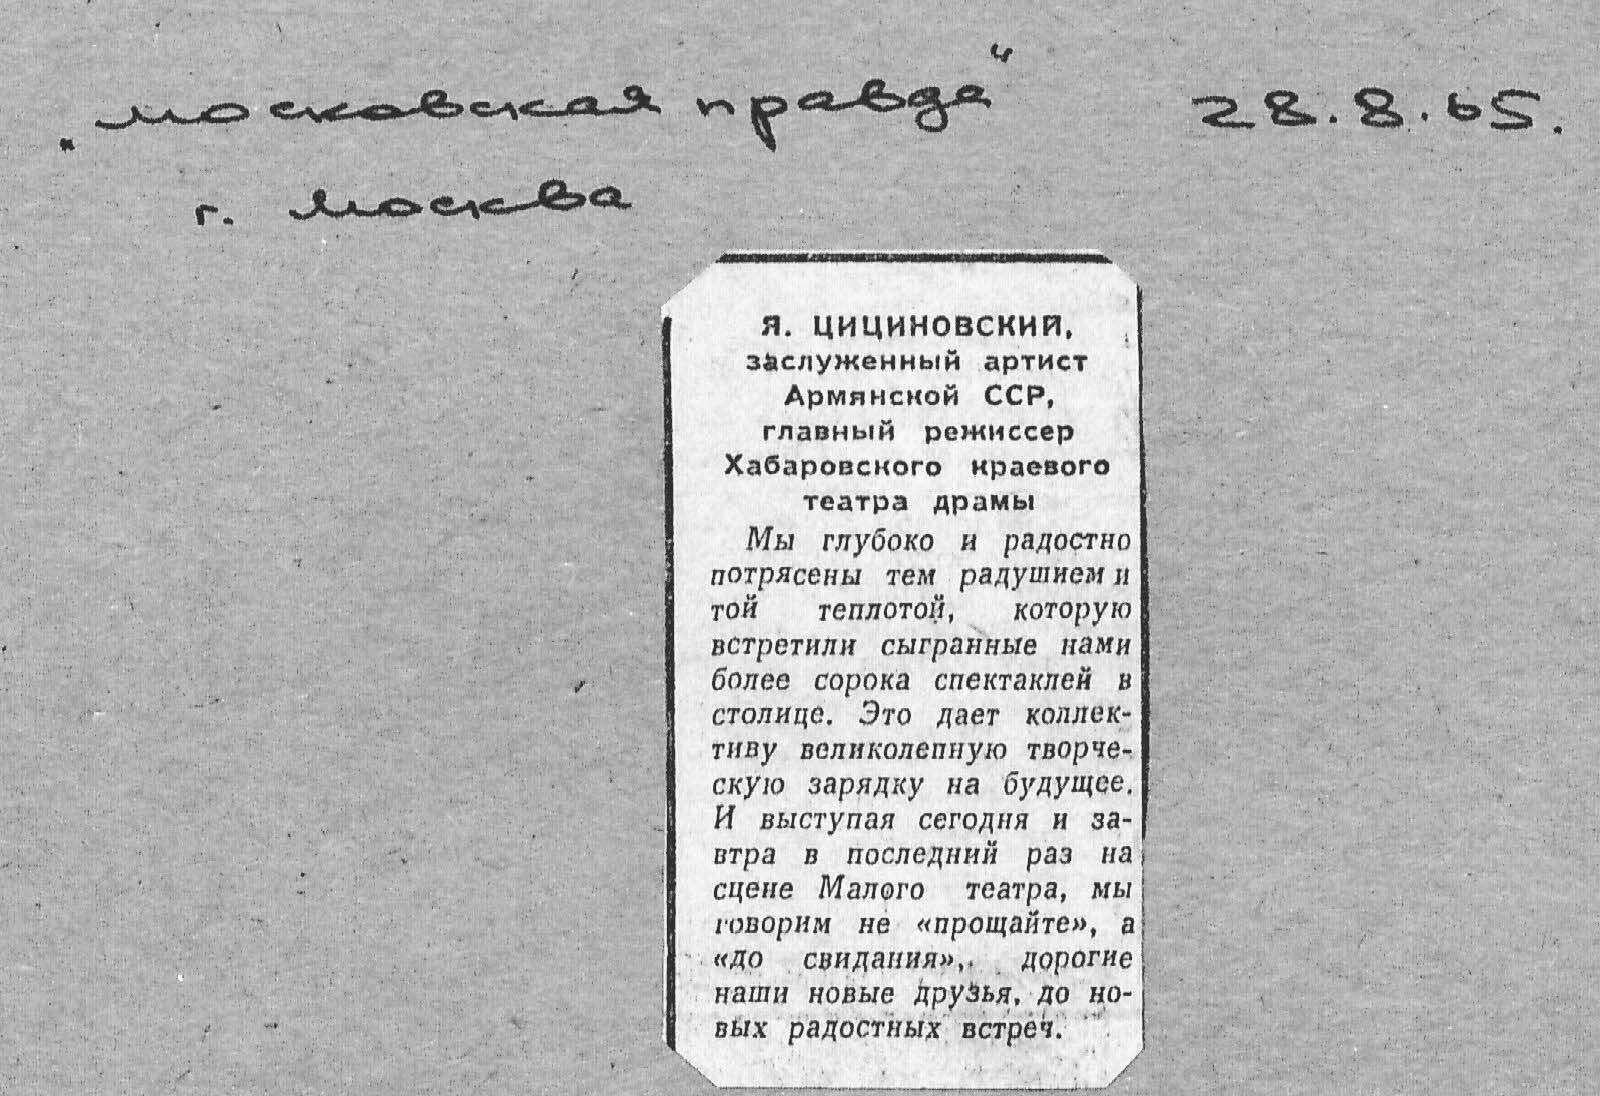 „Московская правда" 28.8.65.
г. Москва
Я. ЦИЦИНОВСКИЙ,
заслуженный артист
Армянской ССР,
главный режиссер
Хабаровского краевого
театра драмы
Мы глубоко и радостно
потрясены тем радушием и
той теплотой, которую
встретили сыгранные нами
более сорока спектаклей в
столице. Это дает коллек-
тиву великолепную творче-
скую зарядку на будущее.
И выступая сегодня и за-
втра в последний раз на
сцене Малого театра, мы
говорим не «прощайте», а
«до свидания», дорогие
наши новые друзья, до но-
вых радостных встреч.